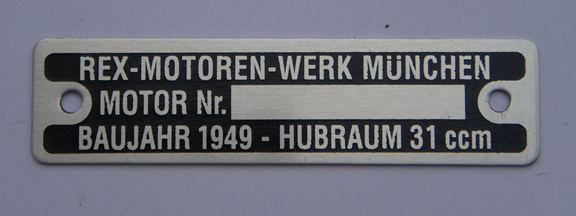 REX-MOTOREN-WERK MÜNCHEN
MOTOR Nr.
BAUJAHR 1949 - HUBRAUM 31 ccm